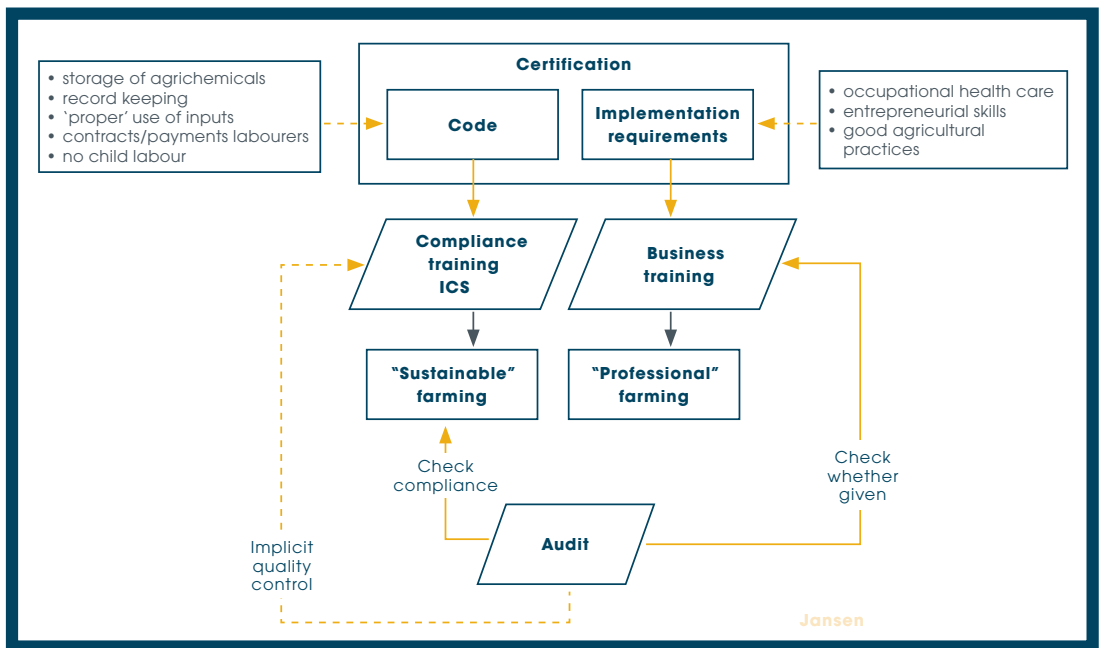 Certification
• storage of agrichemicals
• record keeping
• ‘proper’ use of inputs
• contracts/payments labourers
• no child labour
Code
Implementation
requirements
• occupational health care
• entrepreneurial skills
• good agricultural
practices
Compliance
training
ICS
Business
training
“Sustainable”
farming
“Professional”
farming
Check
compliance
Check
whether
given
Audit
Implicit
quality
control
Jansen